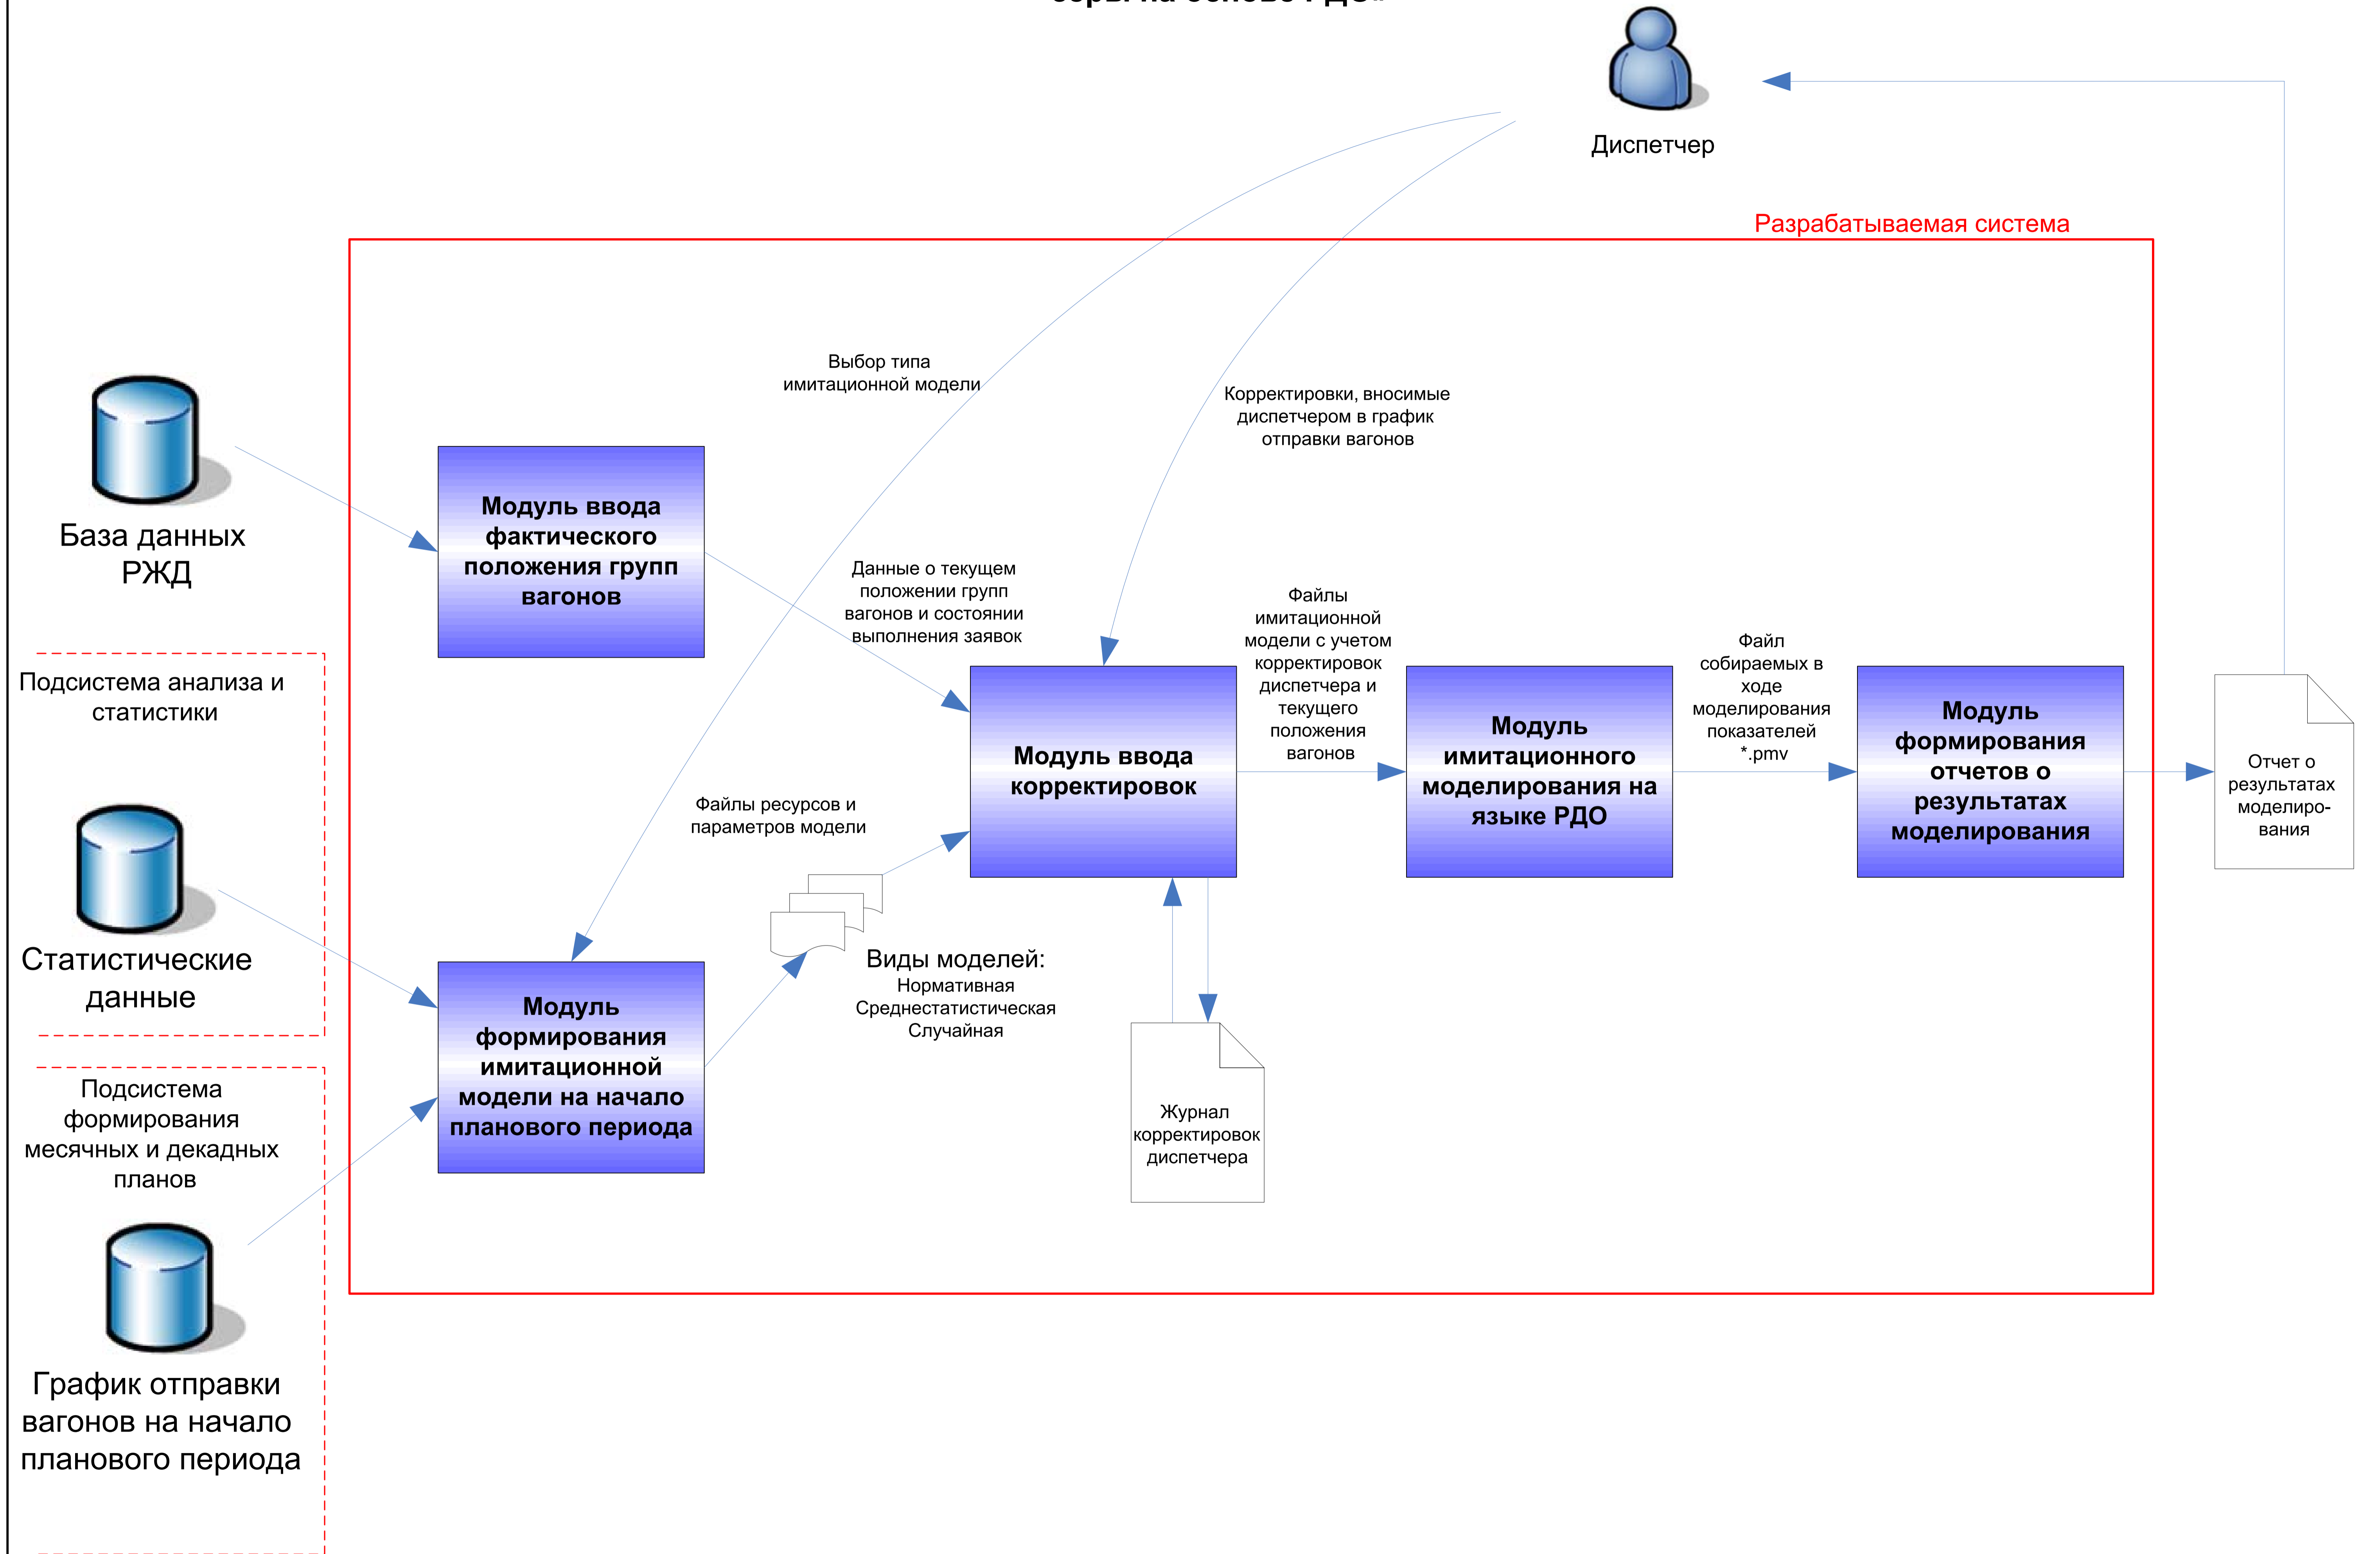 на основе РДО»
Диспетчер
Разрабатываемая система
Выбор типа
имитационной модели
Корректировки, вносимые
диспетчером в график
отправки вагонов
База данных
РЖД
Модуль ввода
фактического
положения групп
вагонов
Данные о текущем
положении групп
вагонов и состоянии
выполнения заявок
Файлы
имитационной
модели с учетом
корректировок
диспетчера и
текущего
положения
вагонов
Файл
собираемых в
ходе
моделирования
показателей
*.pmv
Подсистема анализа и
статистики
Модуль ввода
корректировок
Модуль
имитационного
моделирования на
языке РДО
Модуль
формирования
отчетов о
результатах
моделирования
Отчет о
результатах
моделиро-
вания
Файлы ресурсов и
параметров модели
Статистические
данные
Виды моделей:
Нормативная
Среднестатистическая
Случайная
Модуль
формирования
имитационной
модели на начало
планового периода
Журнал
корректировок
диспетчера
Подсистема
формирования
месячных и декадных
планов
График отправки
вагонов на начало
планового периода